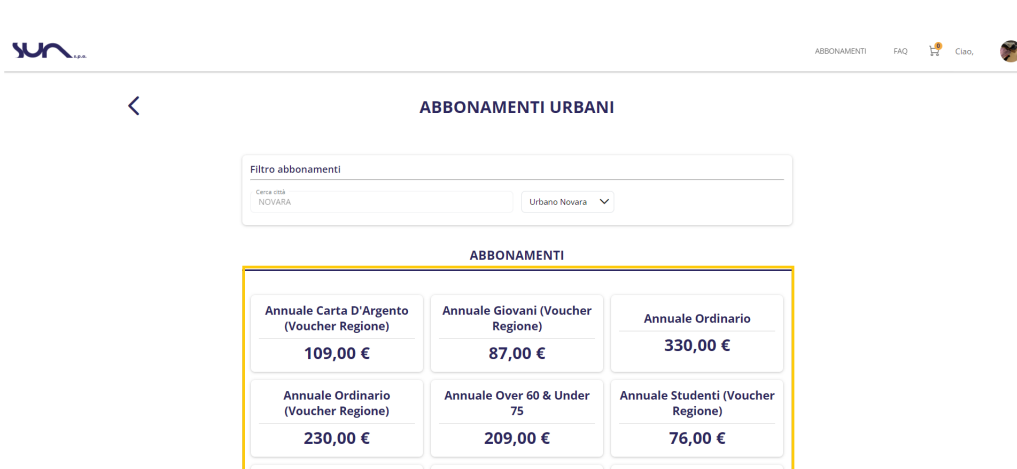 SUN s.p.a.
ABBONAMENTI FAQ 0 Ciao,
ABBONAMENTI URBANI
Filtro abbonamenti
Cerca città
NOVARA
Urbano Novara
ABBONAMENTI
Annuale Carta D'Argento
(Voucher Regione)
109,00 €
Annuale Giovani (Voucher
Regione)
87,00 €
Annuale Ordinario
330,00 €
Annuale Ordinario
(Voucher Regione)
230,00 €
Annuale Over 60 & Under
75
209,00 €
Annuale Studenti (Voucher
Regione)
76,00 €